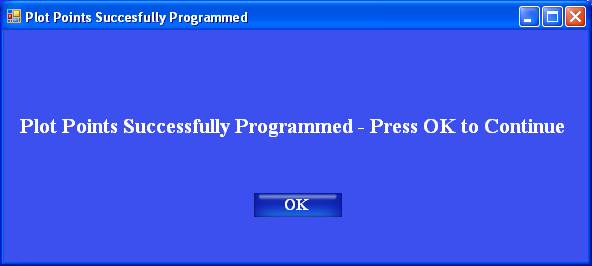 Plot Points Succesfully Programmed
Plot Points Successfully Programmed - Press OK to Continue
OK